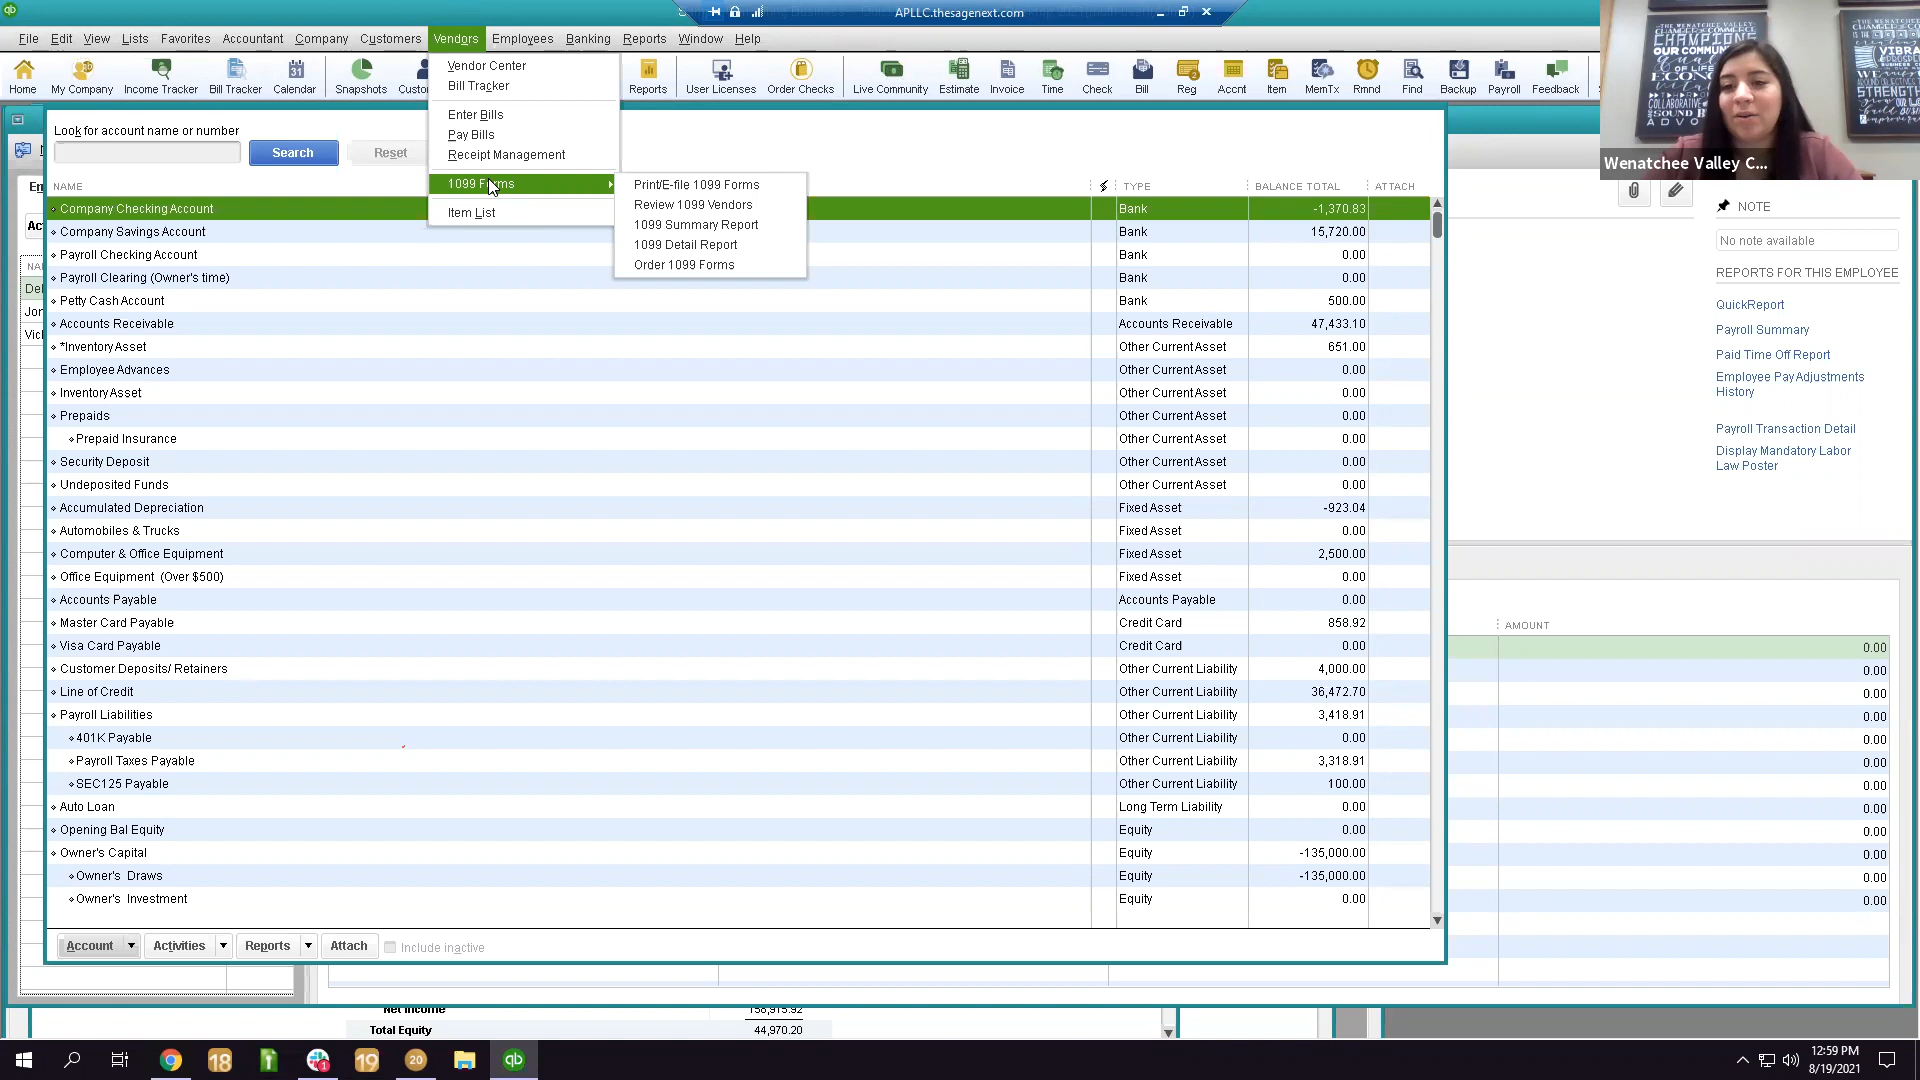 APLLC.thesagenext.com
File Edit View Lists Favorites Accountant Company Customers Vendors Employees Banking Reports Window Help
Home My Company Income Tracker Bill Tracker Calendar Snapshots Reports User Licenses Order Checks Live Community Estimate Invoice Time Check Bill Reg Accnt Item MemTx Rmnd Find Backup Payroll Feedback
Vendor Center
Bill Tracker
Enter Bills
Pay Bills
Receipt Management
1099 Forms
Item List
Print/E-file 1099 Forms
Review 1099 Vendors
1099 Summary Report
1099 Detail Report
Order 1099 Forms
Look for account name or number
Search Reset
NAME TYPE BALANCE TOTAL ATTACH
Company Checking Account Bank -1,370.83
Company Savings Account Bank 15,720.00
Payroll Checking Account Bank 0.00
Payroll Clearing (Owner's time) Bank 0.00
Petty Cash Account Bank 500.00
Accounts Receivable Accounts Receivable 47,433.10
*Inventory Asset Other Current Asset 651.00
Employee Advances Other Current Asset 0.00
Inventory Asset Other Current Asset 0.00
Prepaids Other Current Asset 0.00
Prepaid Insurance Other Current Asset 0.00
Security Deposit Other Current Asset 0.00
Undeposited Funds Other Current Asset 0.00
Accumulated Depreciation Fixed Asset -923.04
Automobiles & Trucks Fixed Asset 0.00
Computer & Office Equipment Fixed Asset 2,500.00
Office Equipment (Over $500) Fixed Asset 0.00
Accounts Payable Accounts Payable 0.00
Master Card Payable Credit Card 858.92
Visa Card Payable Credit Card 0.00
Customer Deposits/ Retainers Other Current Liability 4,000.00
Line of Credit Other Current Liability 36,472.70
Payroll Liabilities Other Current Liability 3,418.91
401K Payable Other Current Liability 0.00
Payroll Taxes Payable Other Current Liability 3,318.91
SEC125 Payable Other Current Liability 100.00
Auto Loan Long Term Liability 0.00
Opening Bal Equity Equity 0.00
Owner's Capital Equity -135,000.00
Owner's Draws Equity -135,000.00
Owner's Investment Equity 0.00
Account Activities Reports Attach Include inactive
Wenatchee Valley C...
NOTE
No note available
REPORTS FOR THIS EMPLOYEE
QuickReport
Payroll Summary
Paid Time Off Report
Employee Pay Adjustments
History
Payroll Transaction Detail
Display Mandatory Labor
Law Poster
AMOUNT
0.00
0.00
0.00
0.00
0.00
0.00
0.00
0.00
0.00
0.00
0.00
0.00
Net Income 158,915.92
Total Equity 44,970.20
18 19 20 qb
12:59 PM
8/19/2021